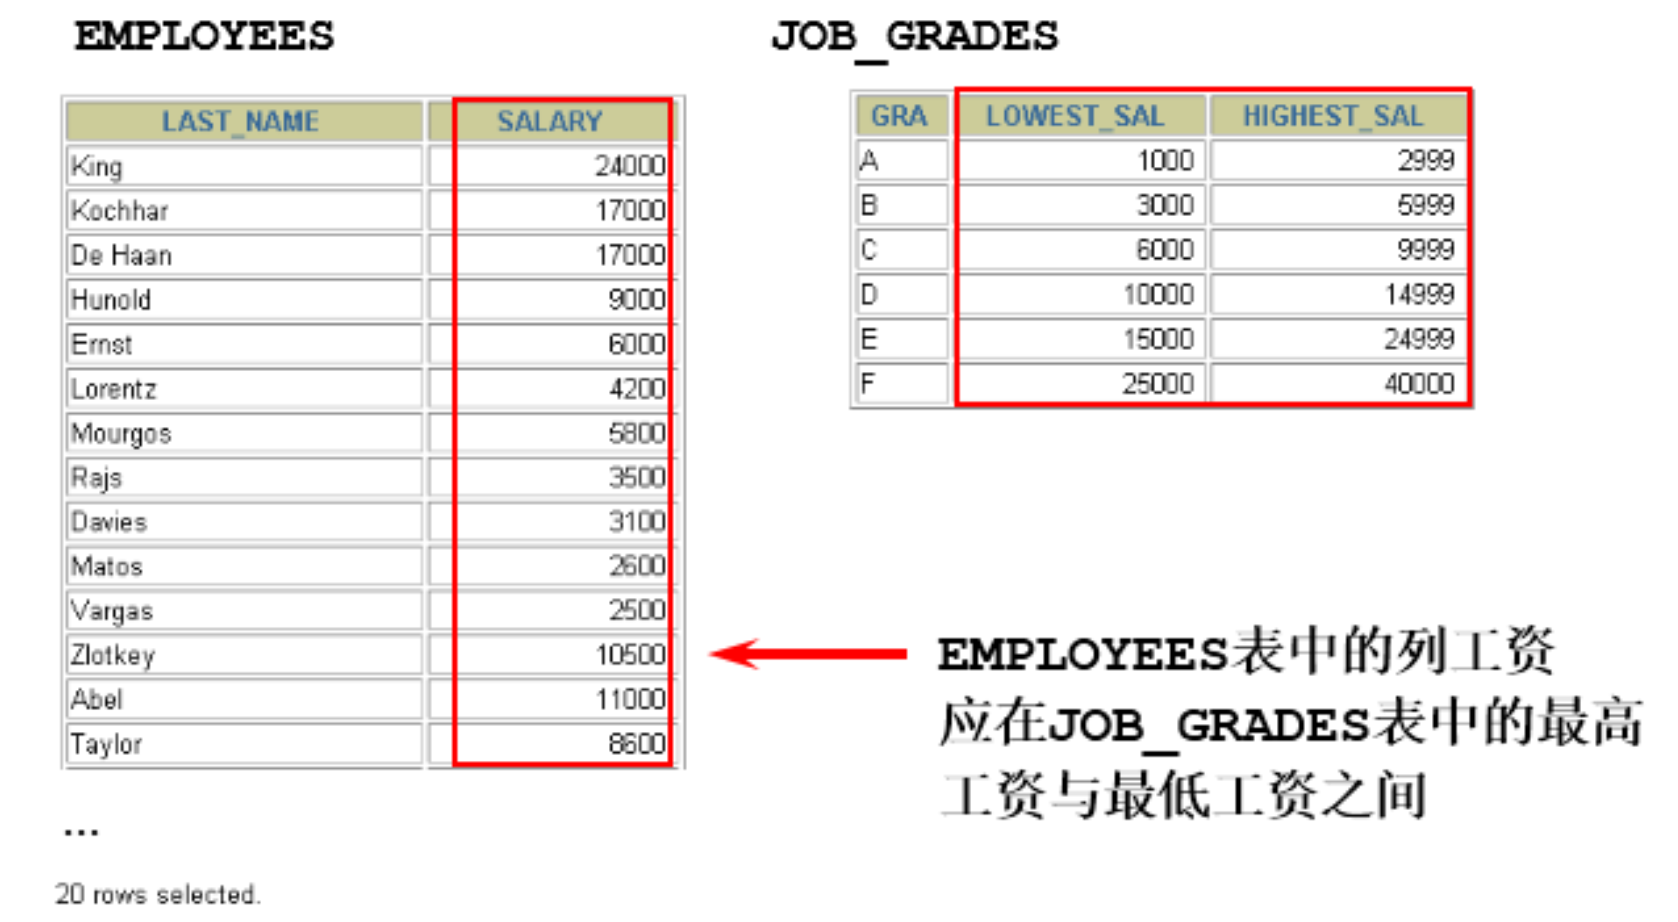 EMPLOYEES
LAST_NAME SALARY
King 24000
Kochhar 17000
De Haan 17000
Hunold 9000
Ernst 6000
Lorentz 4200
Mourgos 5800
Rajs 3500
Davies 3100
Matos 2600
Vargas 2500
Zlotkey 10500
Abel 11000
Taylor 8600
...
20 rows selected.
JOB_GRADES
GRA LOWEST_SAL HIGHEST_SAL
A 1000 2999
B 3000 5999
C 6000 9999
D 10000 14999
E 15000 24999
F 25000 40000
EMPLOYEES表中的列工资
应在JOB_GRADES表中的最高
工资与最低工资之间